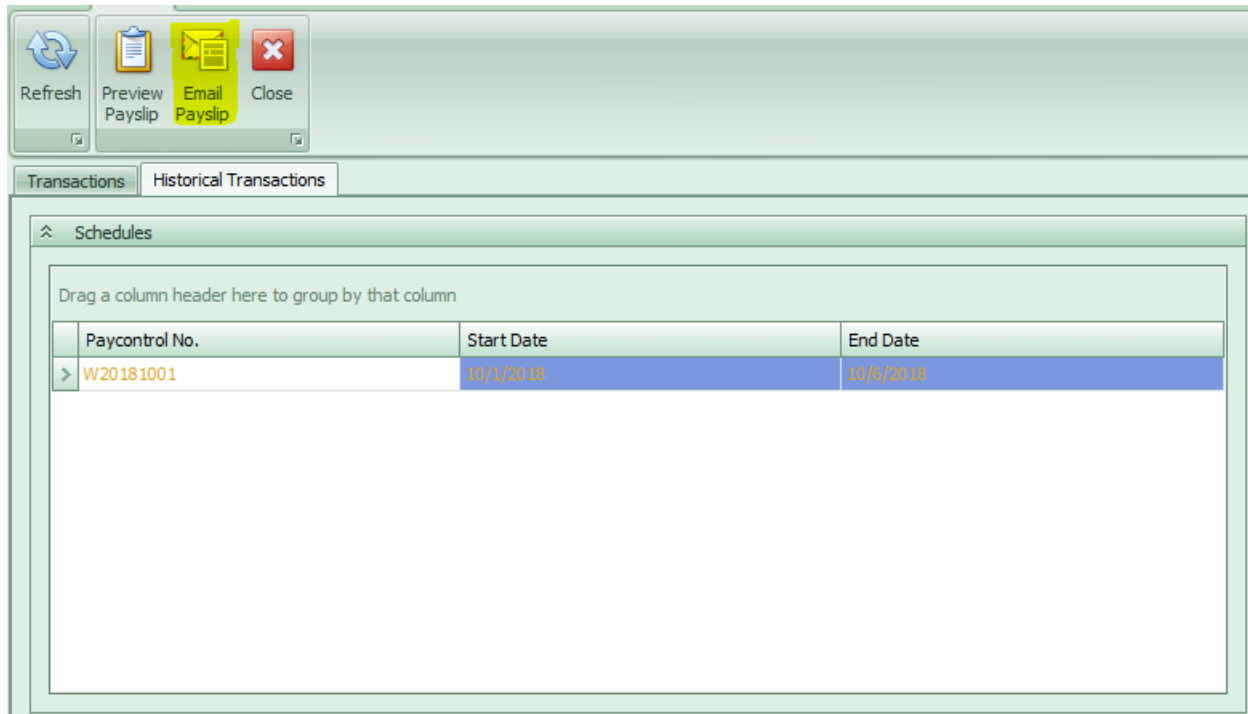 Refresh
Preview Payslip
Email Payslip
Close
Transactions
Historical Transactions
Schedules
Drag a column header here to group by that column
Paycontrol No. Start Date End Date
W20181001 10/1/2018 10/6/2018